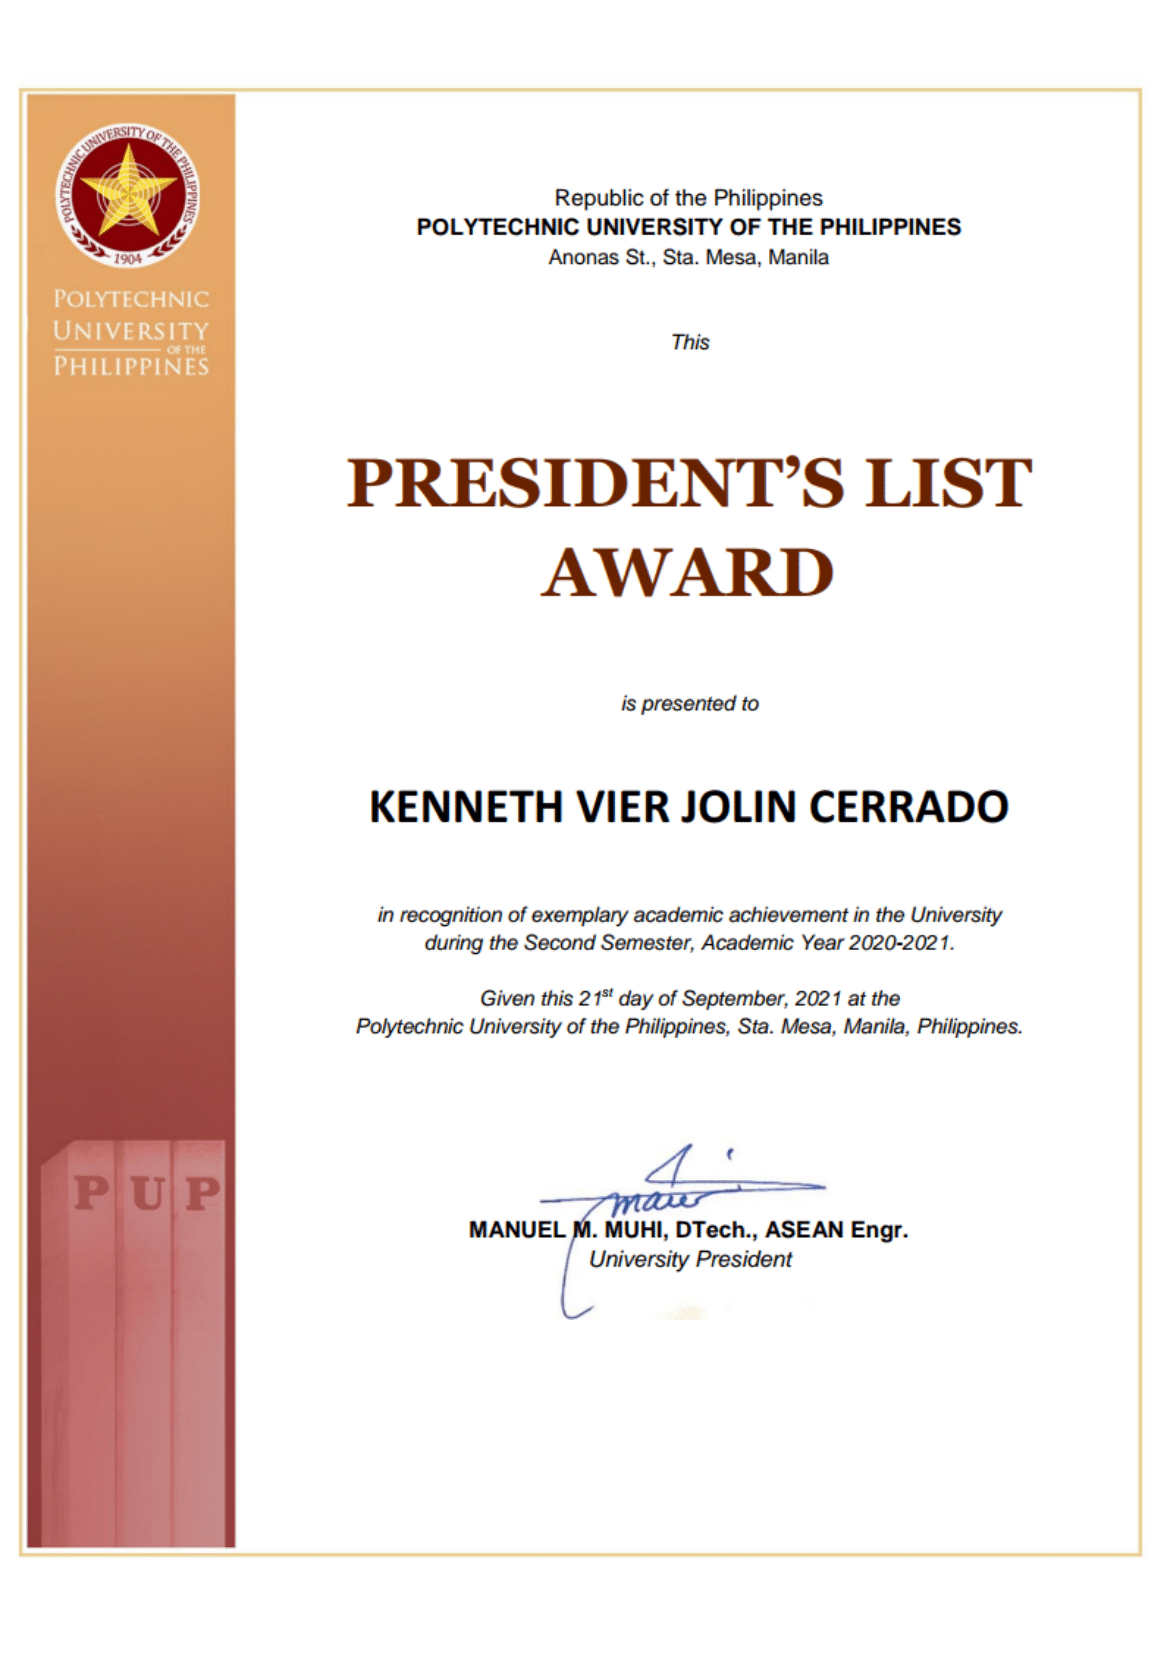 POLYTECHNIC UNIVERSITY OF THE PHILIPPINES
1904
POLYTECHNIC
UNIVERSITY
OF THE
PHILIPPINES
Republic of the Philippines
POLYTECHNIC UNIVERSITY OF THE PHILIPPINES
Anonas St., Sta. Mesa, Manila
This
PRESIDENT'S LIST
AWARD
is presented to
KENNETH VIER JOLIN CERRADO
in recognition of exemplary academic achievement in the University
during the Second Semester, Academic Year 2020-2021.
Given this 21st day of September, 2021 at the
Polytechnic University of the Philippines, Sta. Mesa, Manila, Philippines.
MANUEL M. MUHI, DTech., ASEAN Engr.
University President
PUP